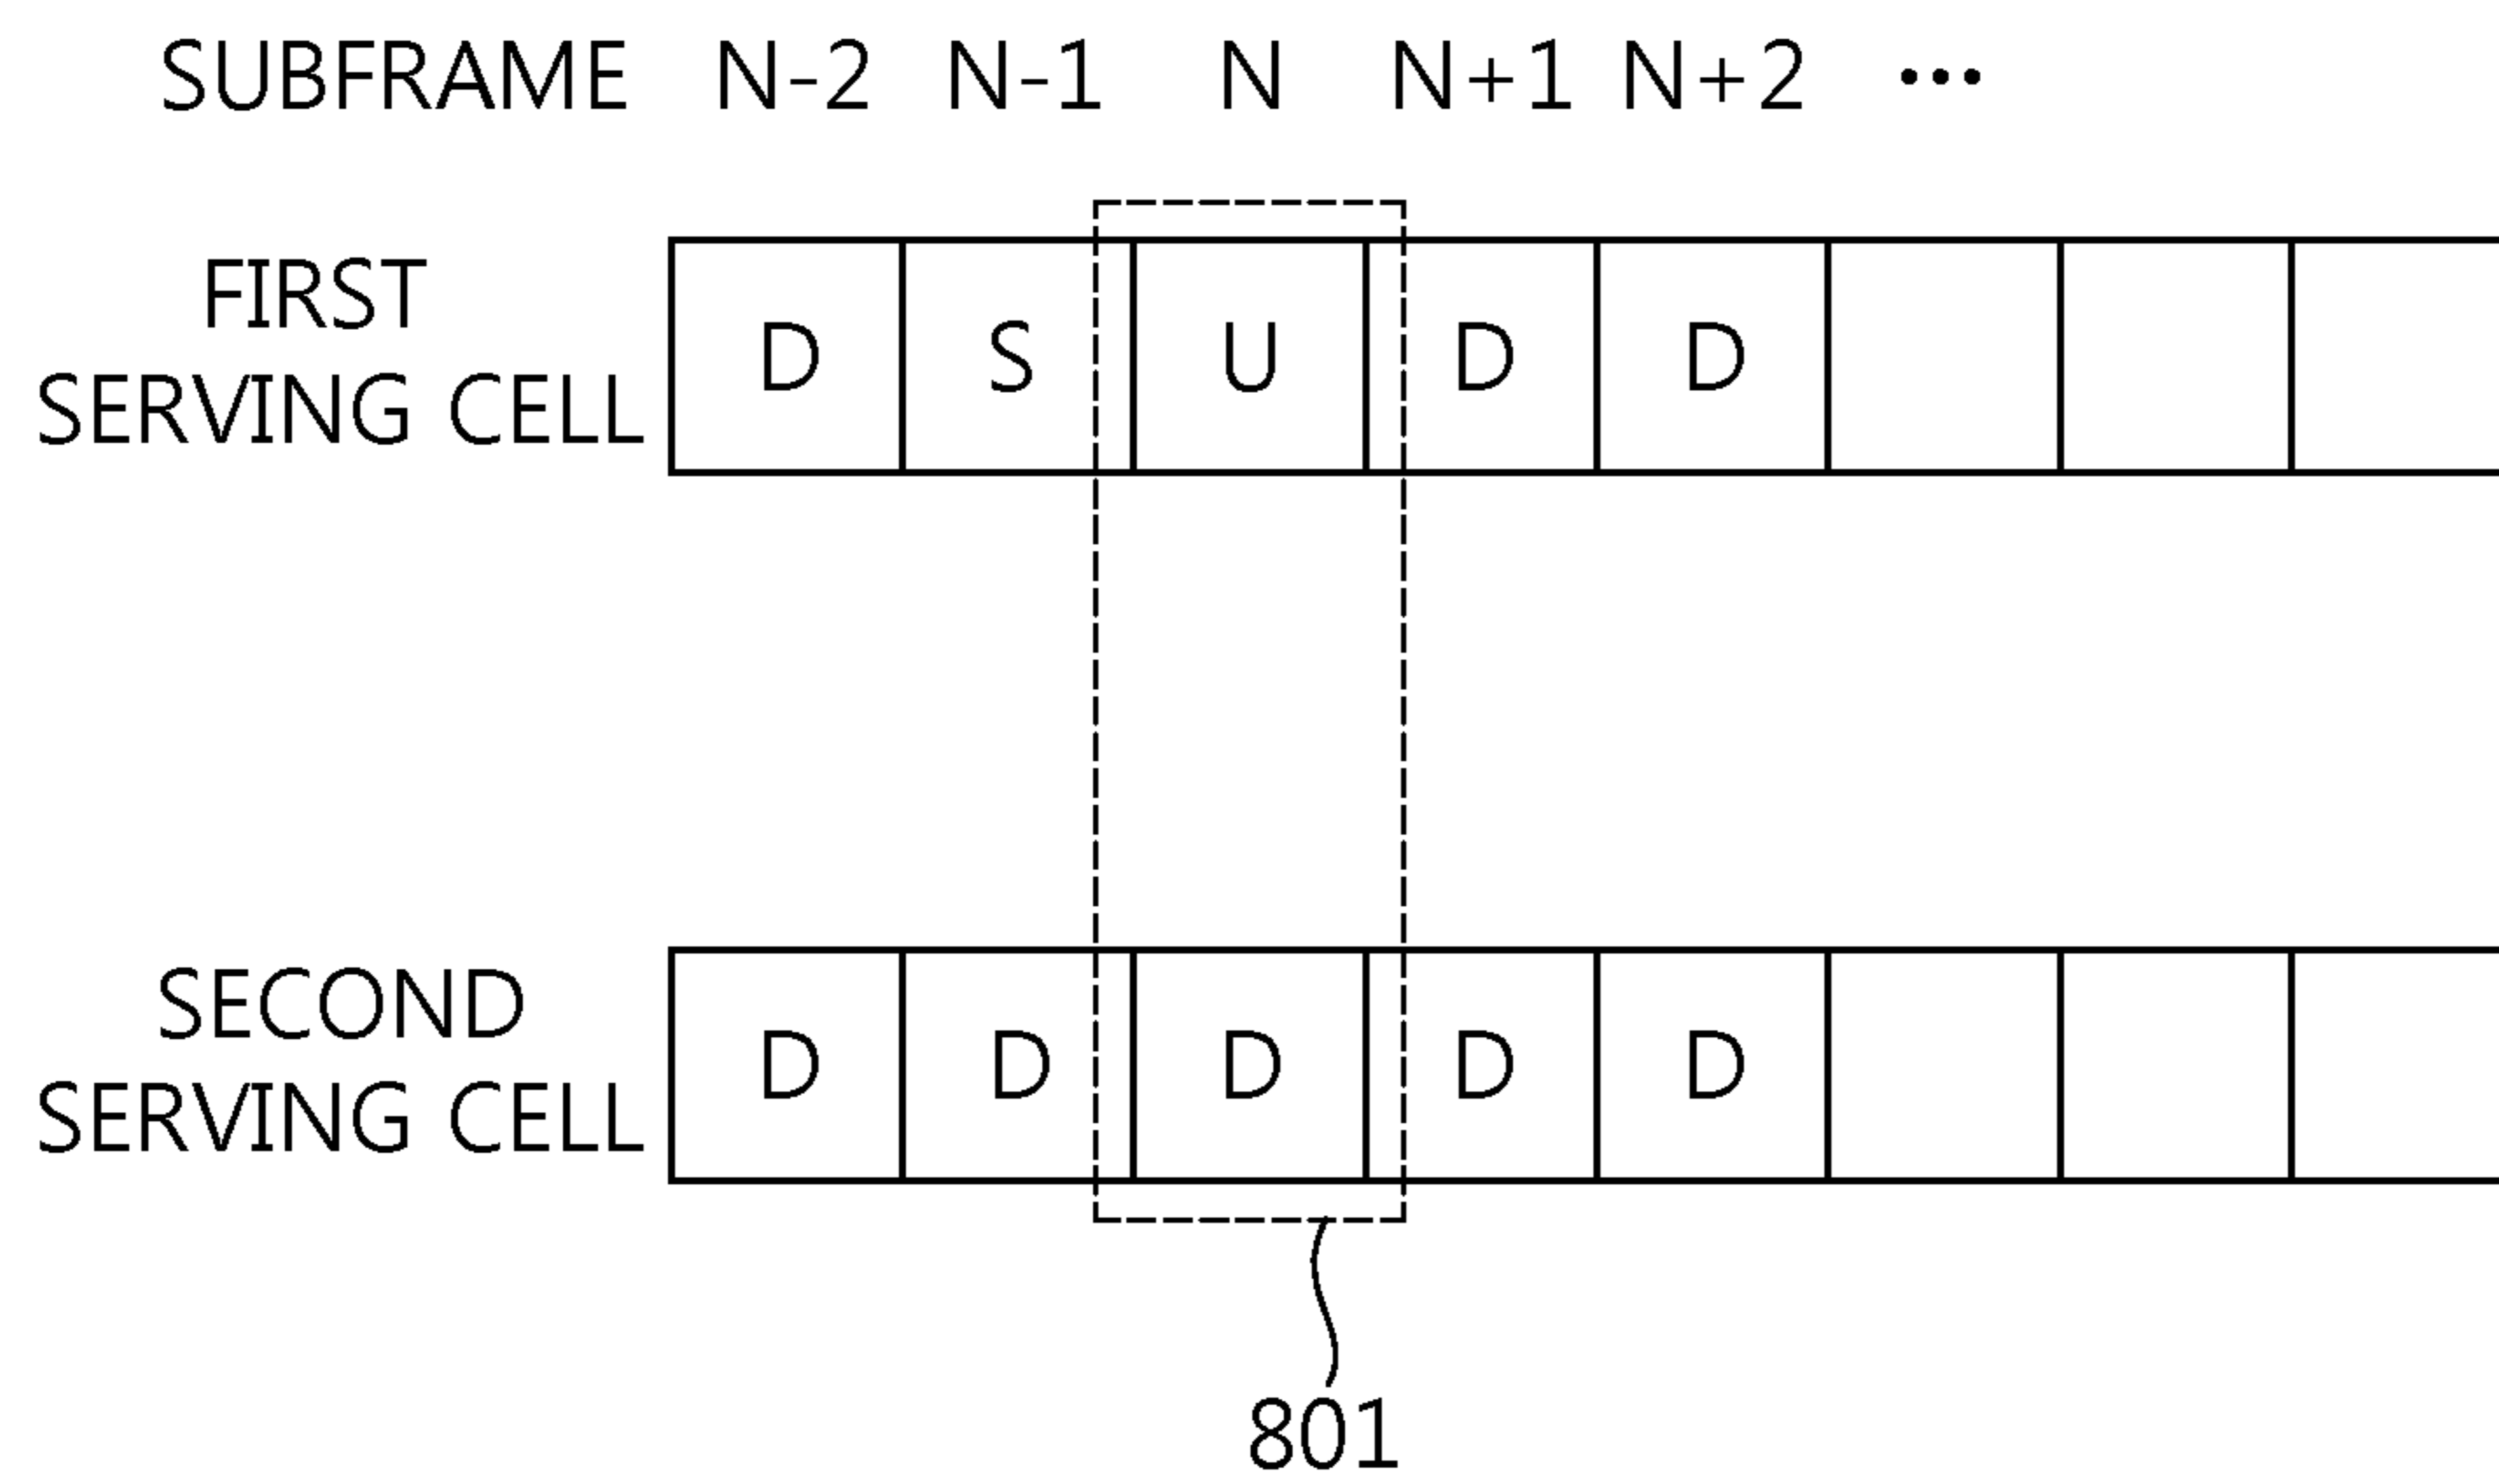 SUBFRAME N-2 N-1 N N+1 N+2 •••
FIRST
SERVING CELL
D S U D D
SECOND
SERVING CELL
D D D D D
801